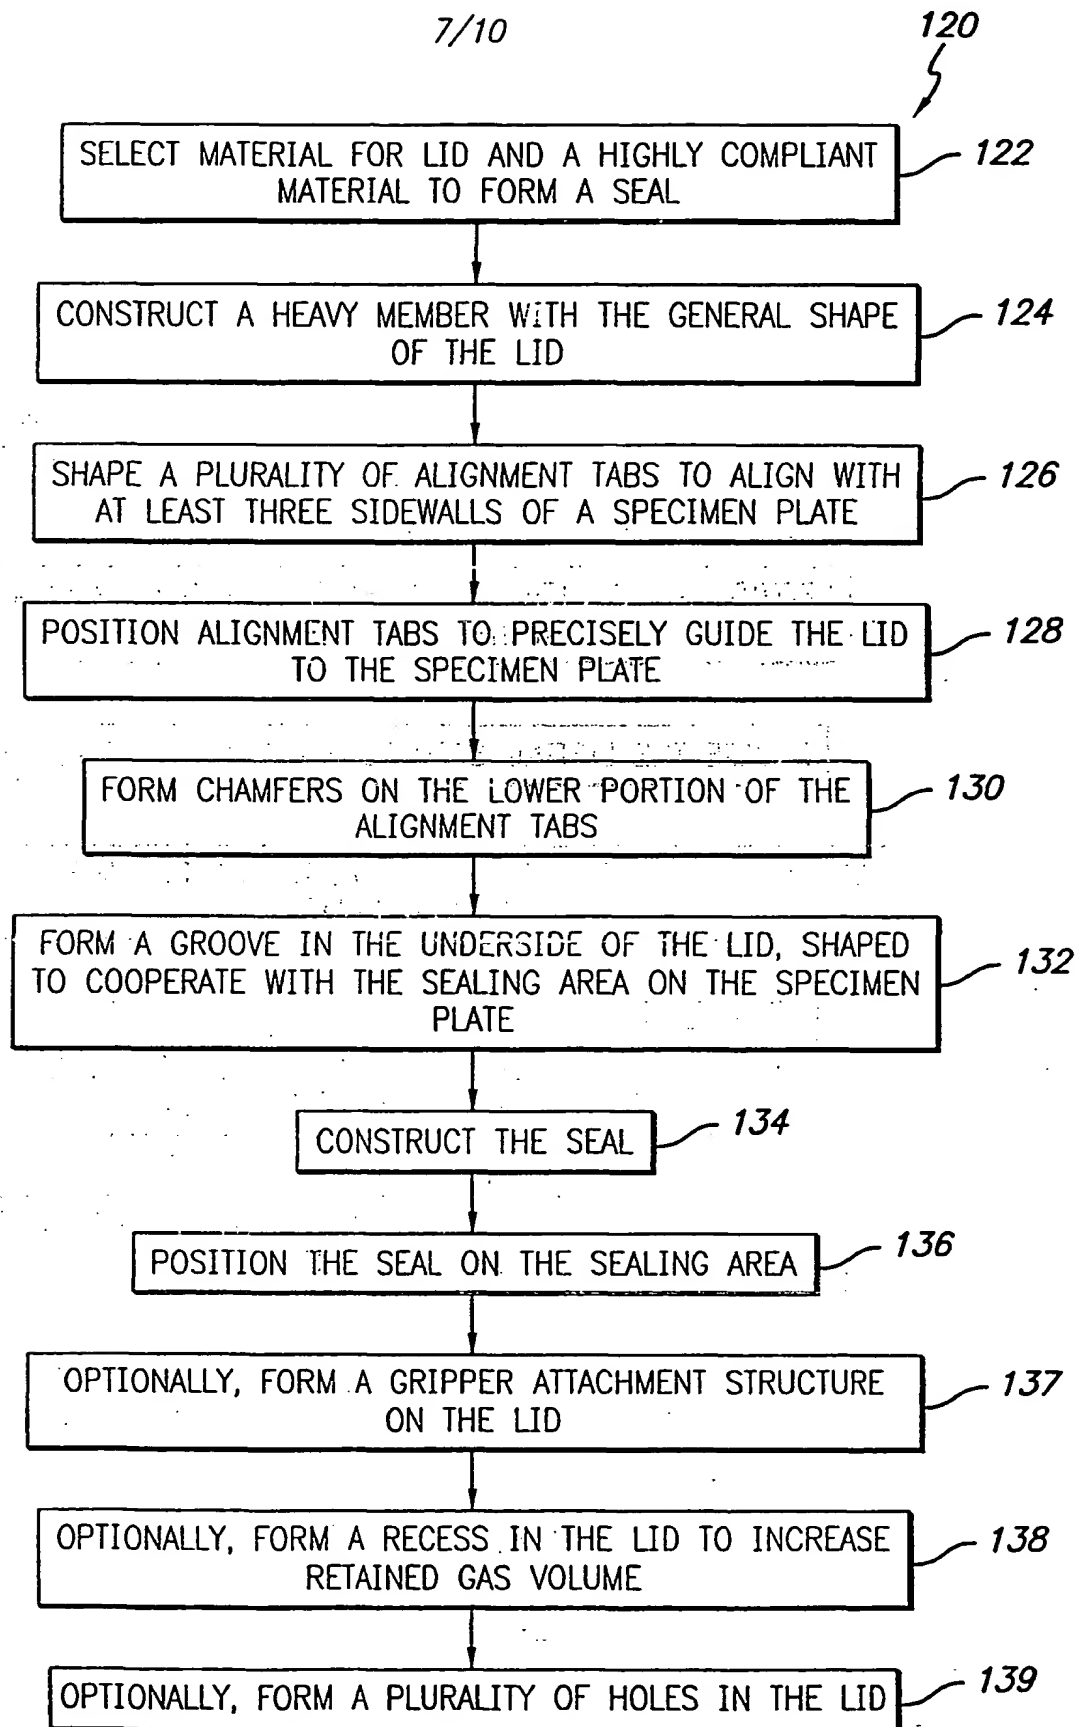 7/10
120
SELECT MATERIAL FOR LID AND A HIGHLY COMPLIANT
MATERIAL TO FORM A SEAL
122
CONSTRUCT A HEAVY MEMBER WITH THE GENERAL SHAPE
OF THE LID
124
SHAPE A PLURALITY OF ALIGNMENT TABS TO ALIGN WITH
AT LEAST THREE SIDEWALLS OF A SPECIMEN PLATE
126
POSITION ALIGNMENT TABS TO PRECISELY GUIDE THE LID
TO THE SPECIMEN PLATE
128
FORM CHAMFERS ON THE LOWER PORTION OF THE
ALIGNMENT TABS
130
FORM A GROOVE IN THE UNDERSIDE OF THE LID, SHAPED
TO COOPERATE WITH THE SEALING AREA ON THE SPECIMEN
PLATE
132
CONSTRUCT THE SEAL
134
POSITION THE SEAL ON THE SEALING AREA
136
OPTIONALLY, FORM A GRIPPER ATTACHMENT STRUCTURE
ON THE LID
137
OPTIONALLY, FORM A RECESS IN THE LID TO INCREASE
RETAINED GAS VOLUME
138
OPTIONALLY, FORM A PLURALITY OF HOLES IN THE LID
139